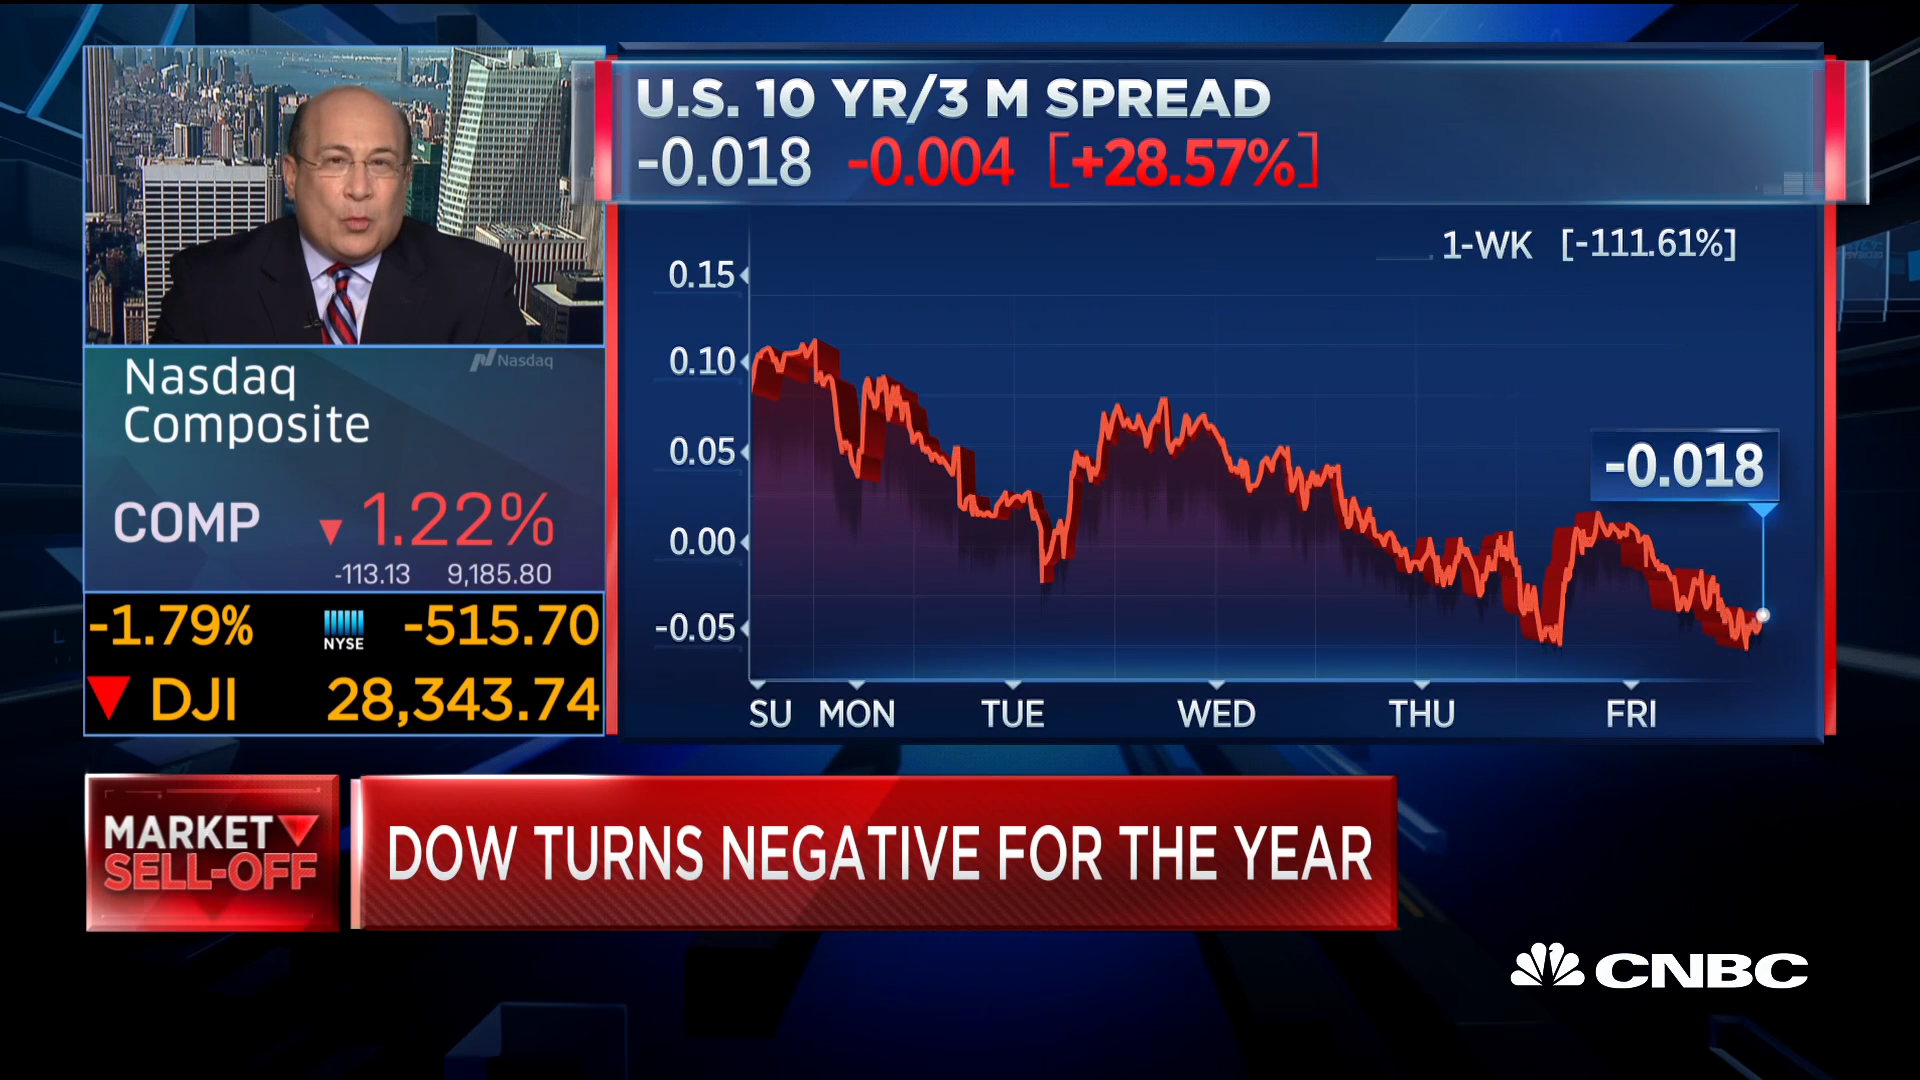 U.S. 10 YR/3 M SPREAD
-0.018 -0.004 [+28.57%]
1-WK [-111.61%]
0.15
0.10
0.05
0.00
-0.05
-0.018
SU MON TUE WED THU FRI
Nasdaq
Nasdaq
Composite
COMP ▼1.22%
-113.13 9,185.80
-1.79% NYSE -515.70
▼ DJI 28,343.74
MARKET
SELL-OFF
DOW TURNS NEGATIVE FOR THE YEAR
CNBC